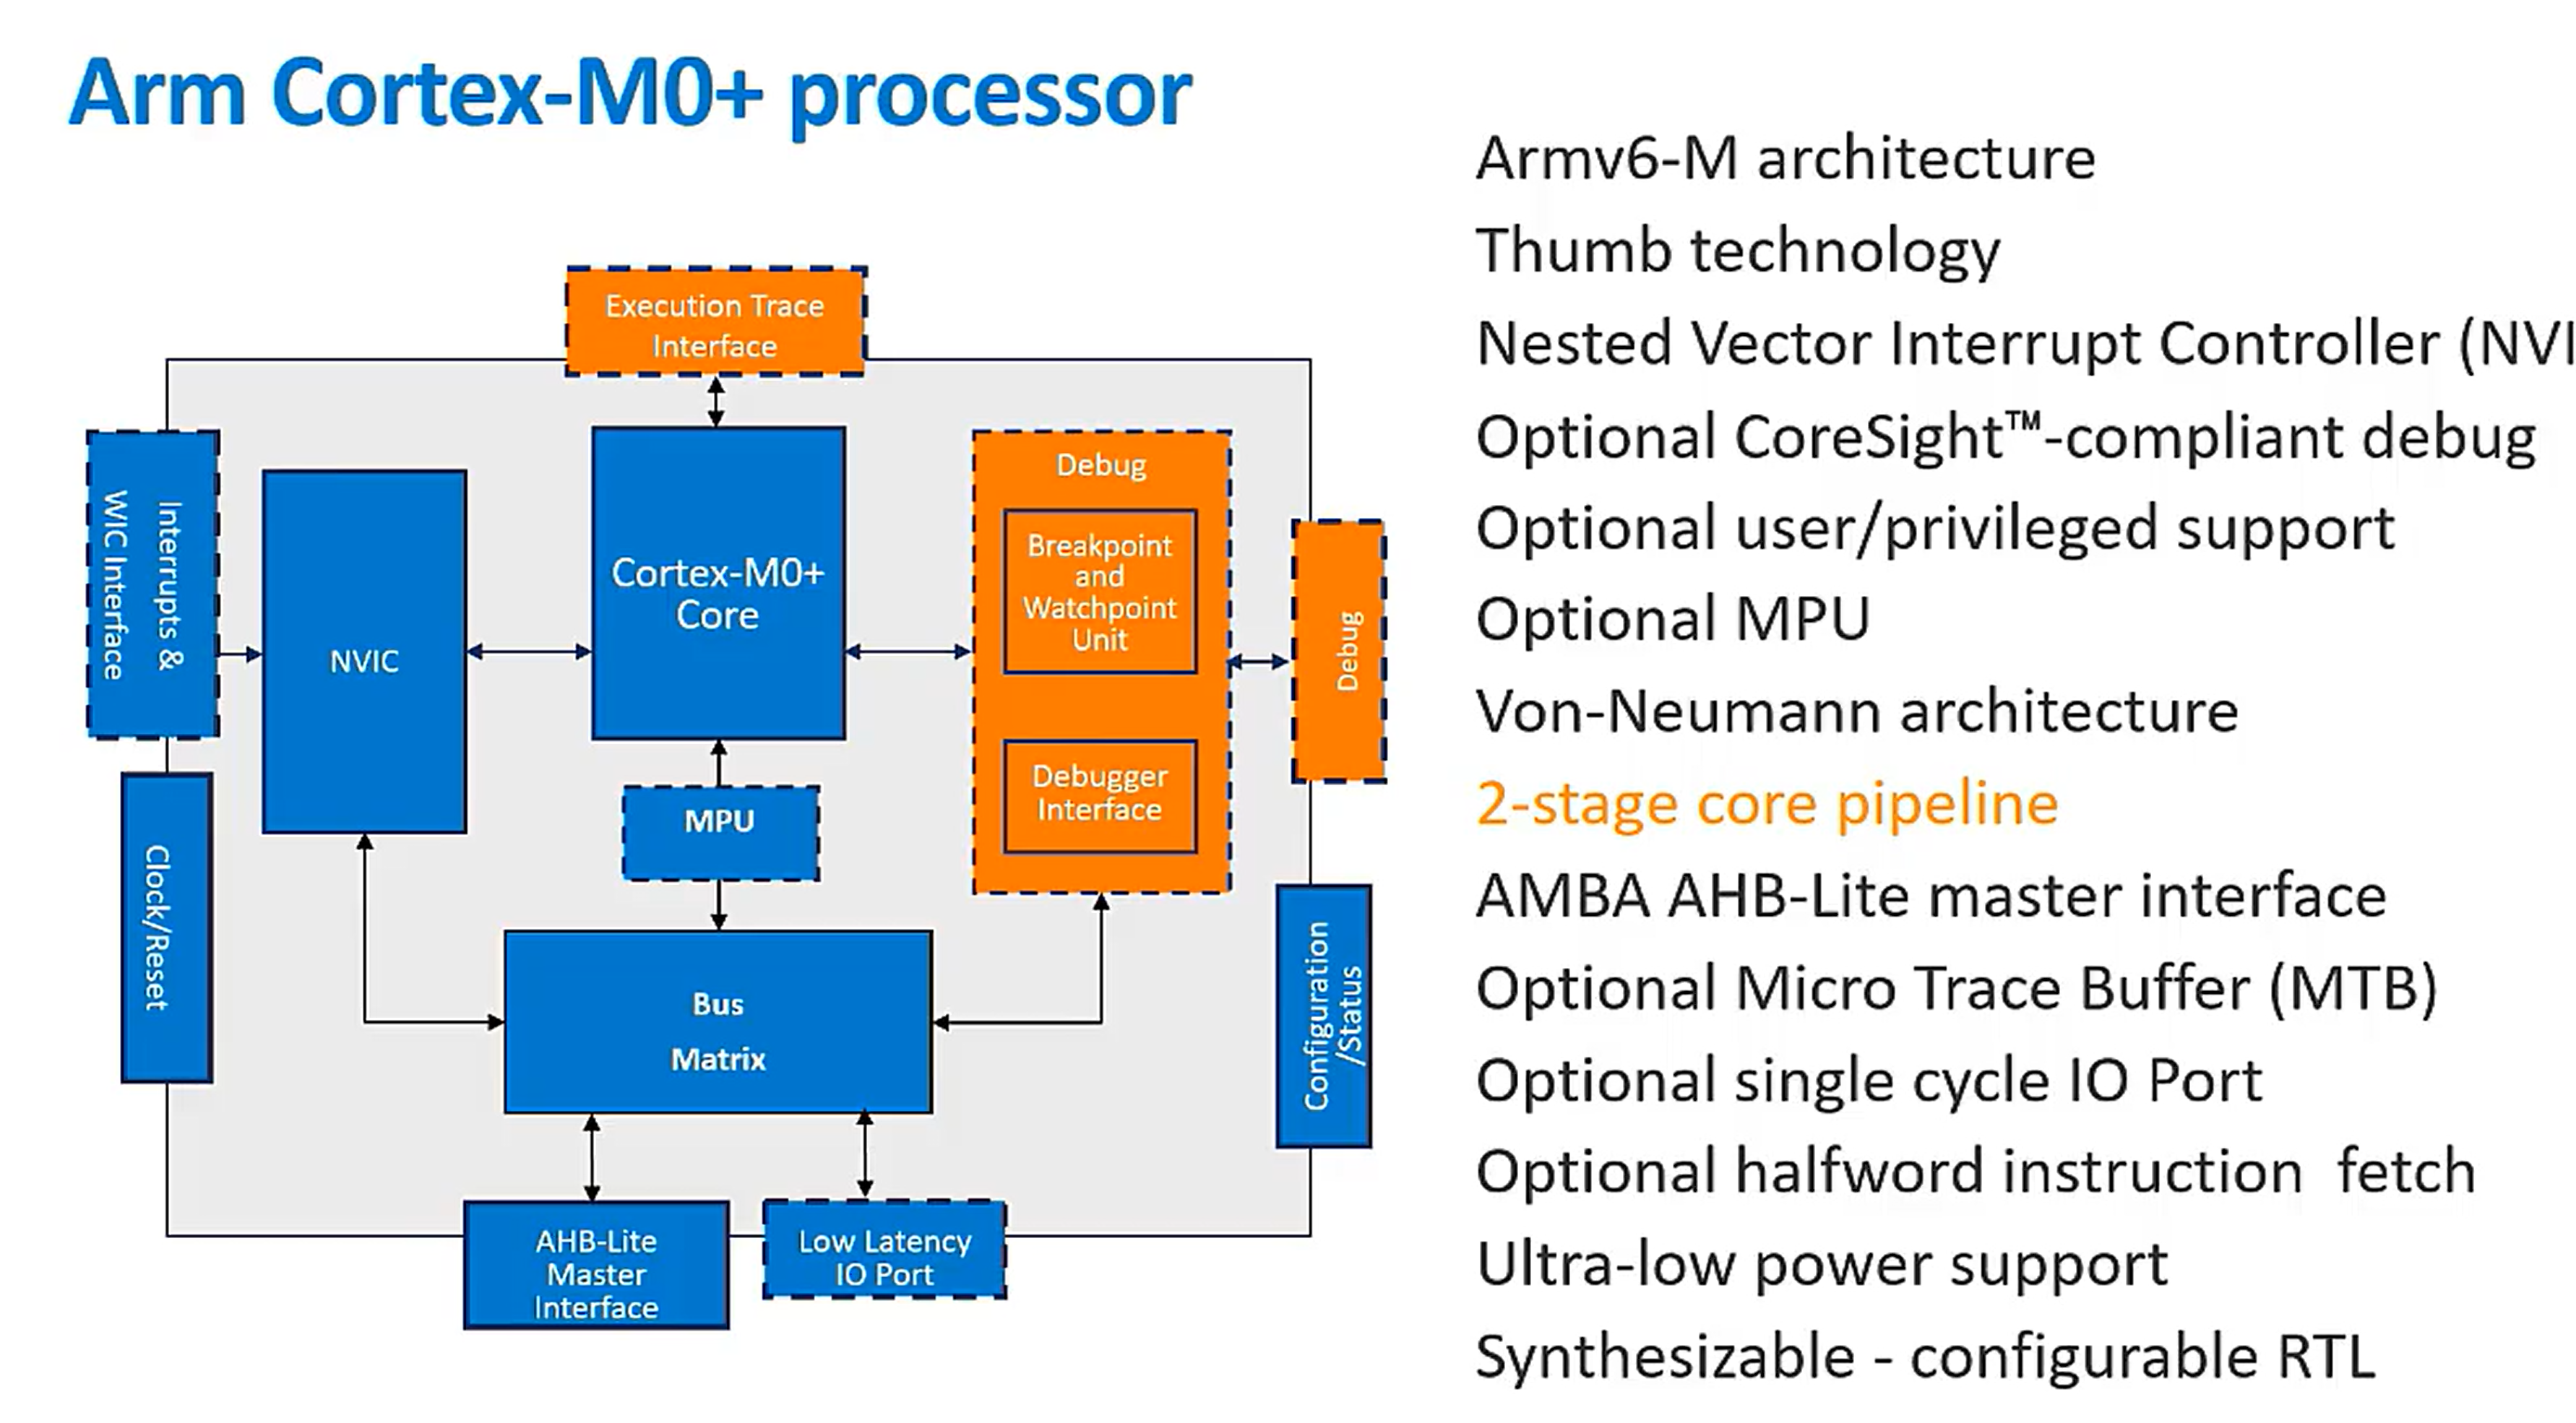 Arm Cortex-M0+ processor
Execution Trace
Interface
Interrupts &
WIC Interface
NVIC
Cortex-M0+
Core
Debug
Breakpoint
and
Watchpoint
Unit
Debugger
Interface
Debug
MPU
Clock/Reset
Bus
Matrix
Configuration
/Status
AHB-Lite
Master
Interface
Low Latency
IO Port
Armv6-M architecture
Thumb technology
Nested Vector Interrupt Controller (NVI
Optional CoreSight™-compliant debug
Optional user/privileged support
Optional MPU
Von-Neumann architecture
2-stage core pipeline
AMBA AHB-Lite master interface
Optional Micro Trace Buffer (MTB)
Optional single cycle IO Port
Optional halfword instruction  fetch
Ultra-low power support
Synthesizable - configurable RTL